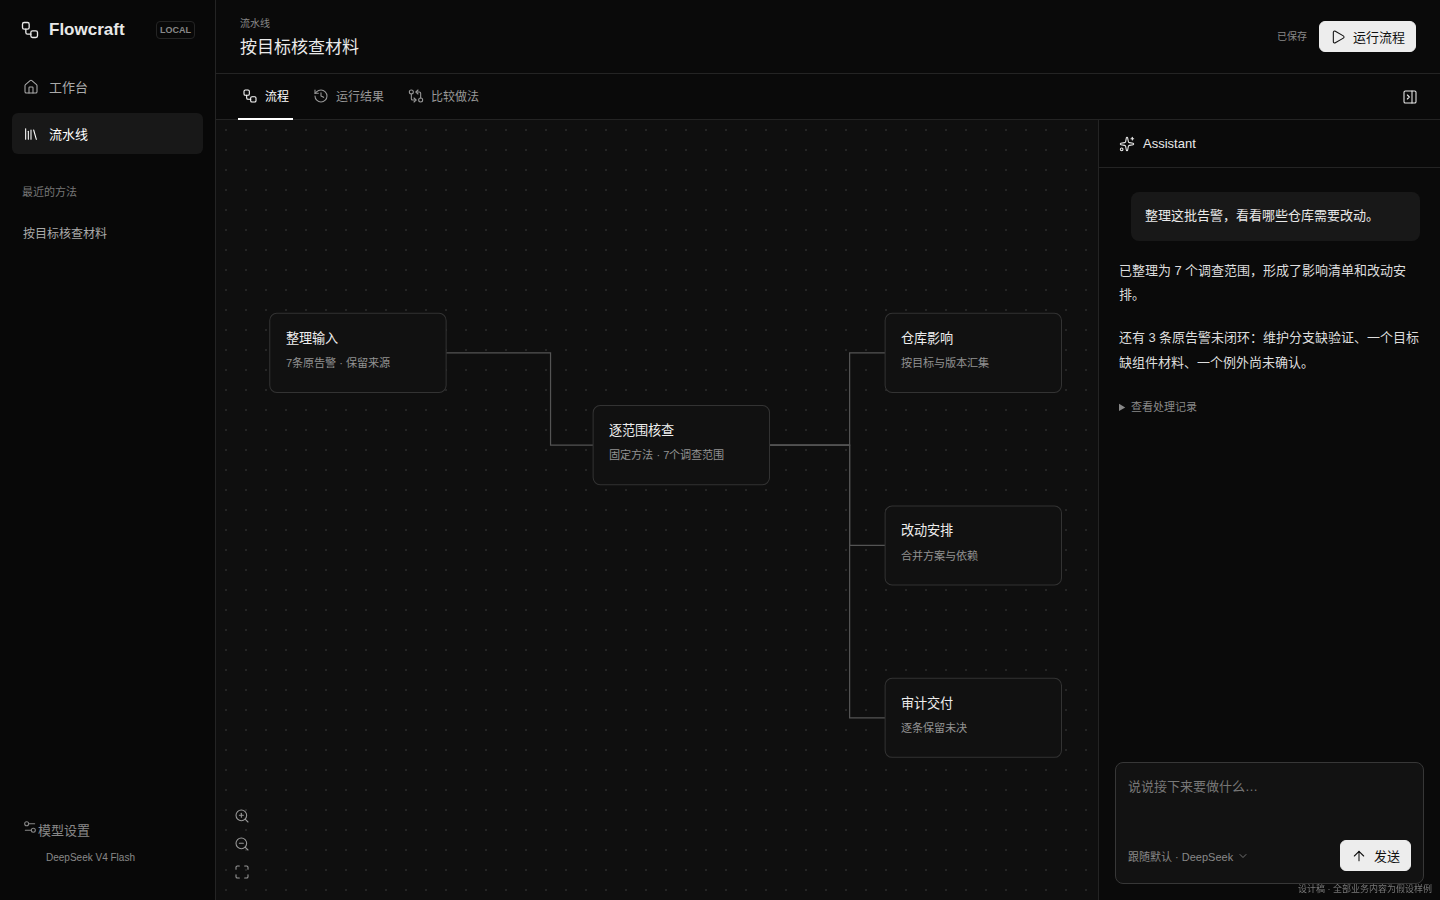 Flowcraft
LOCAL
工作台
流水线
最近的方法
按目标核查材料
模型设置
DeepSeek V4 Flash
流水线
按目标核查材料
已保存
运行流程
流程
运行结果
比较做法
整理输入
7条原告警 · 保留来源
逐范围核查
固定方法 · 7个调查范围
仓库影响
按目标与版本汇集
改动安排
合并方案与依赖
审计交付
逐条保留未决
Assistant
整理这批告警，看看哪些仓库需要改动。
已整理为 7 个调查范围，形成了影响清单和改动安
排。
还有 3 条原告警未闭环：维护分支缺验证、一个目标
缺组件材料、一个例外尚未确认。
查看处理记录
说说接下来要做什么…
跟随默认 · DeepSeek
发送
设计稿 · 全部业务内容为假设样例